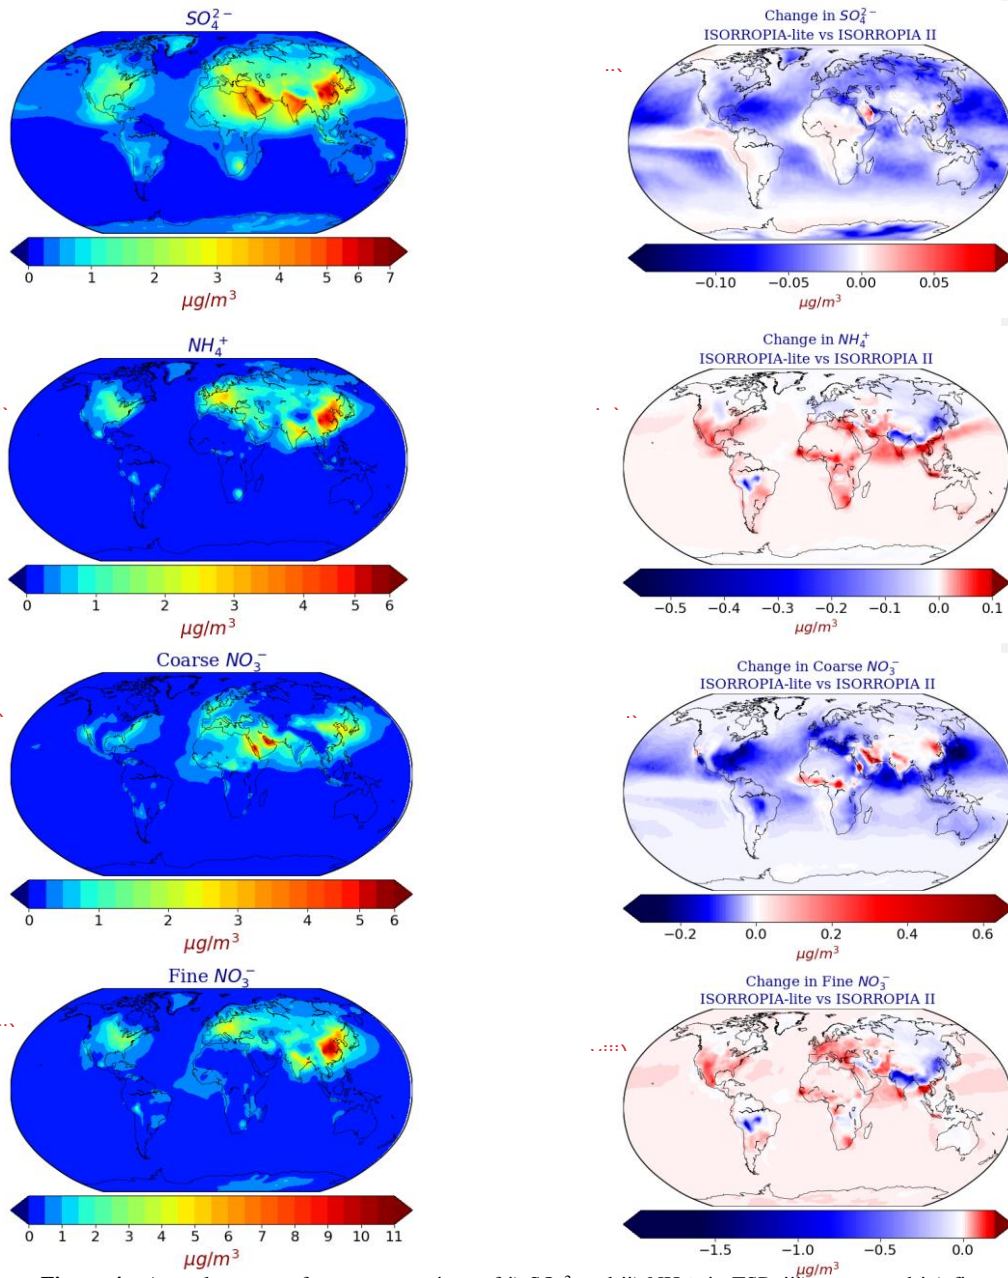 SO₄²⁻
0 1 2 3 4 5 6 7
μg/m³
Change in SO₄²⁻
ISORROPIA-lite vs ISORROPIA II
−0.10 −0.05 0.00 0.05
μg/m³
NH₄⁺
0 1 2 3 4 5 6
μg/m³
Change in NH₄⁺
ISORROPIA-lite vs ISORROPIA II
−0.5 −0.4 −0.3 −0.2 −0.1 0.0 0.1
μg/m³
Coarse NO₃⁻
0 1 2 3 4 5 6
μg/m³
Change in Coarse NO₃⁻
ISORROPIA-lite vs ISORROPIA II
−0.2 0.0 0.2 0.4 0.6
μg/m³
Fine NO₃⁻
0 1 2 3 4 5 6 7 8 9 10 11
μg/m³
Change in Fine NO₃⁻
ISORROPIA-lite vs ISORROPIA II
−1.5 −1.0 −0.5 0.0
μg/m³